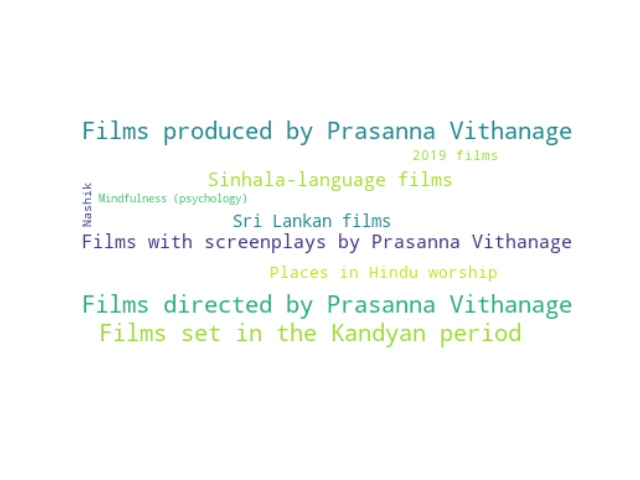 Films produced by Prasanna Vithanage
2019 films
Sinhala-language films
Nashik
Mindfulness (psychology)
Sri Lankan films
Films with screenplays by Prasanna Vithanage
Places in Hindu worship
Films directed by Prasanna Vithanage
Films set in the Kandyan period